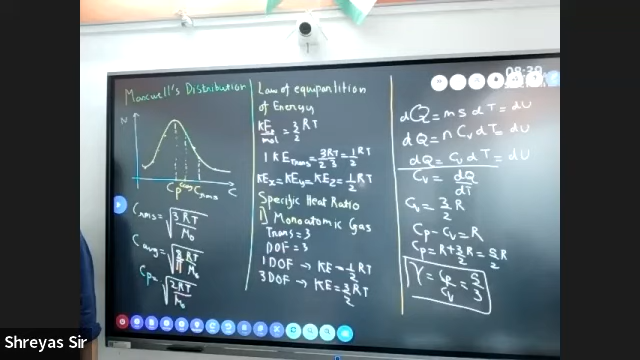 Maxwell's Distribution
N
Cp Cavg Crms C
Crms = √(3RT/M₀)
Cavg = √(8RT/πM₀)
Cp = √(2RT/M₀)
Law of equipartition
of Energy
KE/mol = 3/2 RT
1 KE Trans = 3RT/2·3 = 1/2 RT
KEx = KEy = KEz = 1/2 RT
Specific Heat Ratio
1] Monoatomic Gas
Trans = 3
DOF = 3
1 DOF → KE = 1/2 RT
3 DOF → KE = 3/2 RT
08:39
dQ = m s dT = dU
dQ = n Cv dT = dU
dQ = Cv dT = dU
Cv = dQ/dT
Cv = 3/2 R
Cp - Cv = R
Cp = R + 3/2 R = 5/2 R
γ = Cp/Cv = 5/3
Shreyas Sir